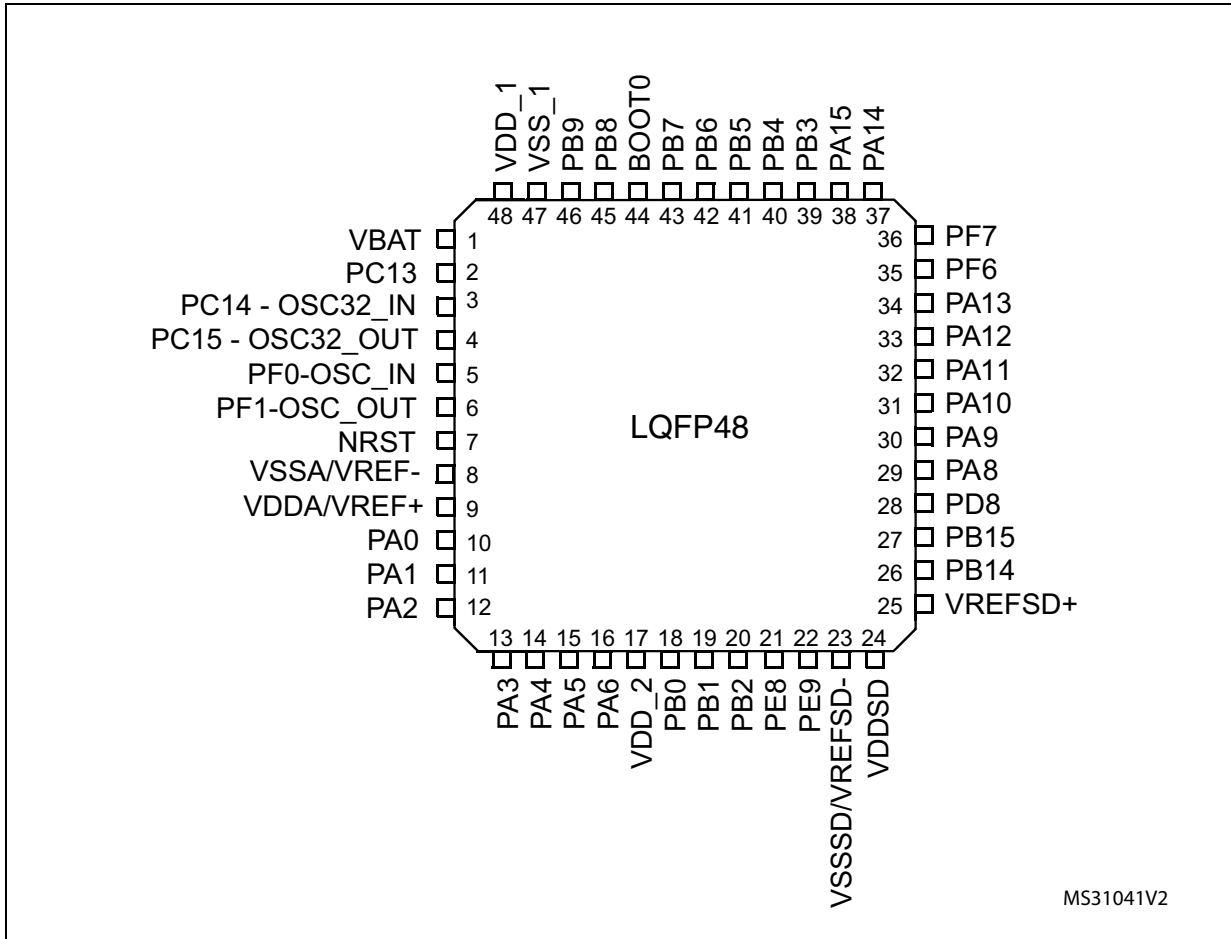 VDD_1
VSS_1
PB9
PB8
BOOT0
PB7
PB6
PB5
PB4
PB3
PA15
PA14
48 47 46 45 44 43 42 41 40 39 38 37
VBAT 1
PC13 2
PC14 - OSC32_IN 3
PC15 - OSC32_OUT 4
PF0-OSC_IN 5
PF1-OSC_OUT 6
NRST 7
VSSA/VREF- 8
VDDA/VREF+ 9
PA0 10
PA1 11
PA2 12
LQFP48
36 PF7
35 PF6
34 PA13
33 PA12
32 PA11
31 PA10
30 PA9
29 PA8
28 PD8
27 PB15
26 PB14
25 VREFSD+
13 14 15 16 17 18 19 20 21 22 23 24
PA3
PA4
PA5
PA6
VDD_2
PB0
PB1
PB2
PE8
PE9
VSSSD/VREFSD-
VDDSD
MS31041V2